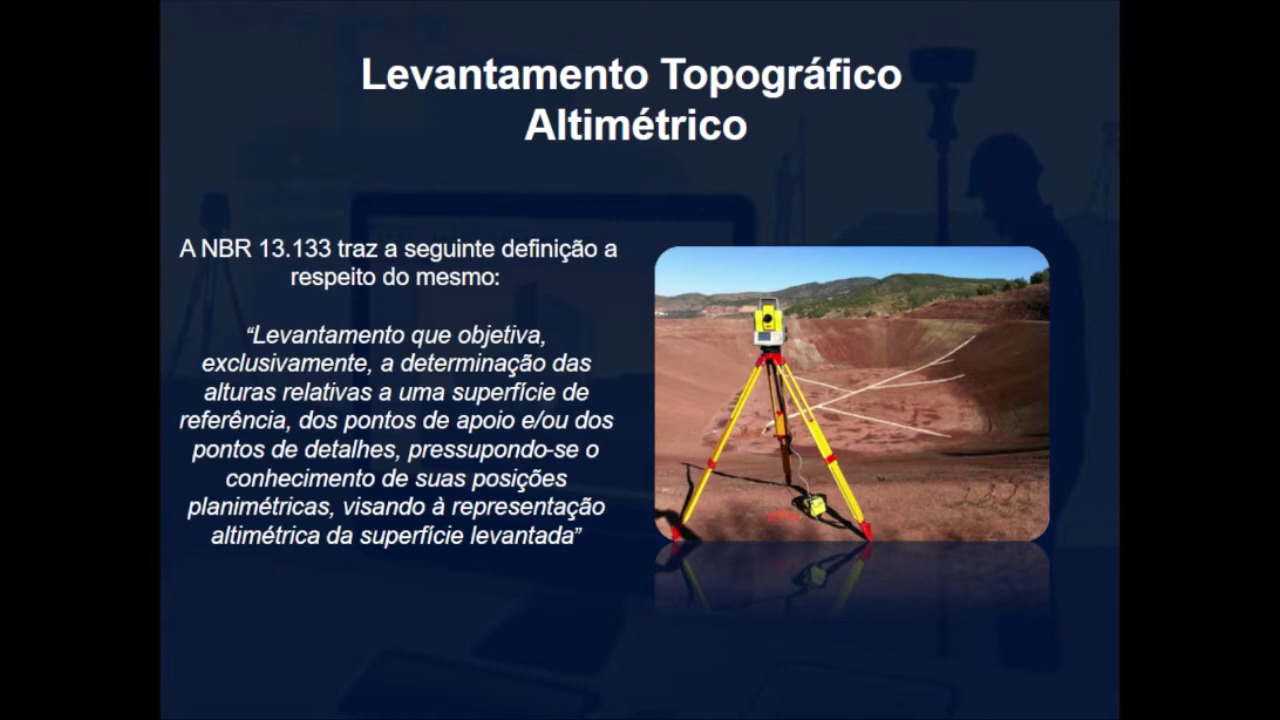 Levantamento Topográfico
Altimétrico
A NBR 13.133 traz a seguinte definição a
respeito do mesmo:
“Levantamento que objetiva,
exclusivamente, a determinação das
alturas relativas a uma superfície de
referência, dos pontos de apoio e/ou dos
pontos de detalhes, pressupondo-se o
conhecimento de suas posições
planimétricas, visando à representação
altimétrica da superfície levantada”